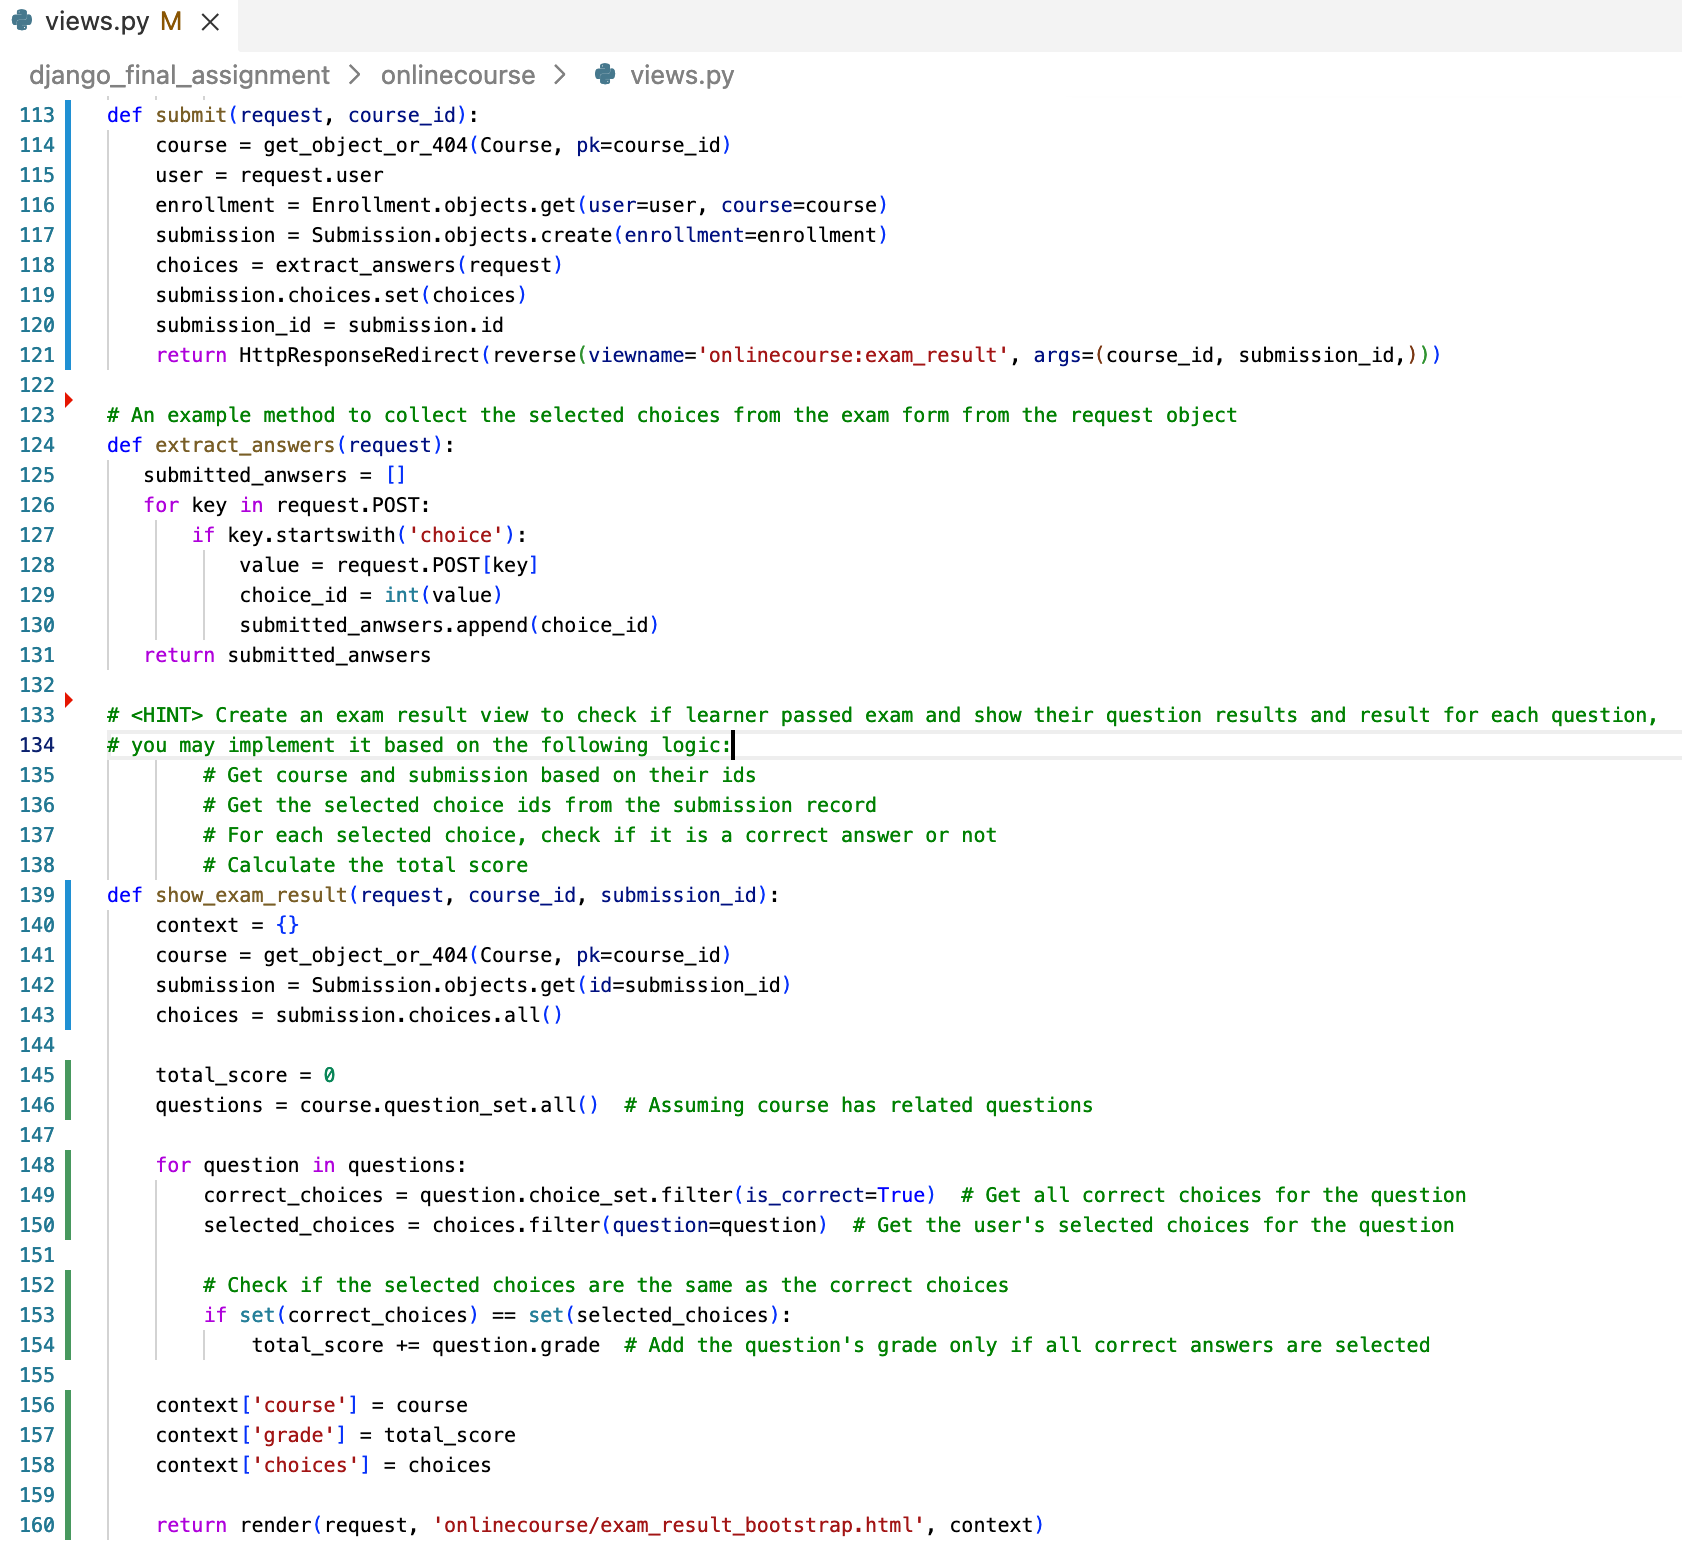 views.py M ×
django_final_assignment > onlinecourse > views.py
113 def submit(request, course_id):
114     course = get_object_or_404(Course, pk=course_id)
115     user = request.user
116     enrollment = Enrollment.objects.get(user=user, course=course)
117     submission = Submission.objects.create(enrollment=enrollment)
118     choices = extract_answers(request)
119     submission.choices.set(choices)
120     submission_id = submission.id
121     return HttpResponseRedirect(reverse(viewname='onlinecourse:exam_result', args=(course_id, submission_id,)))
122
123 # An example method to collect the selected choices from the exam form from the request object
124 def extract_answers(request):
125    submitted_anwsers = []
126    for key in request.POST:
127        if key.startswith('choice'):
128            value = request.POST[key]
129            choice_id = int(value)
130            submitted_anwsers.append(choice_id)
131    return submitted_anwsers
132
133 # <HINT> Create an exam result view to check if learner passed exam and show their question results and result for each question,
134 # you may implement it based on the following logic:
135         # Get course and submission based on their ids
136         # Get the selected choice ids from the submission record
137         # For each selected choice, check if it is a correct answer or not
138         # Calculate the total score
139 def show_exam_result(request, course_id, submission_id):
140     context = {}
141     course = get_object_or_404(Course, pk=course_id)
142     submission = Submission.objects.get(id=submission_id)
143     choices = submission.choices.all()
144
145     total_score = 0
146     questions = course.question_set.all()  # Assuming course has related questions
147
148     for question in questions:
149         correct_choices = question.choice_set.filter(is_correct=True)  # Get all correct choices for the question
150         selected_choices = choices.filter(question=question)  # Get the user's selected choices for the question
151
152         # Check if the selected choices are the same as the correct choices
153         if set(correct_choices) == set(selected_choices):
154             total_score += question.grade  # Add the question's grade only if all correct answers are selected
155
156     context['course'] = course
157     context['grade'] = total_score
158     context['choices'] = choices
159
160     return render(request, 'onlinecourse/exam_result_bootstrap.html', context)